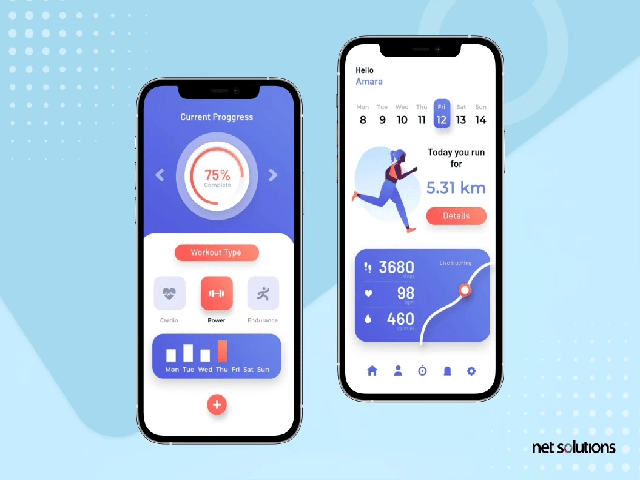 Current Proggress
75%
Complete
Workout Type
Cardio
Power
Endurance
Mon Tue Wed Thu Fri Sat Sun
Hello
Amara
Mon Tue Wed Thu Fri Sat Sun
8 9 10 11 12 13 14
Today you run
for
5.31 km
Details
3680
Live tracking
98
bpm
460
net solutions